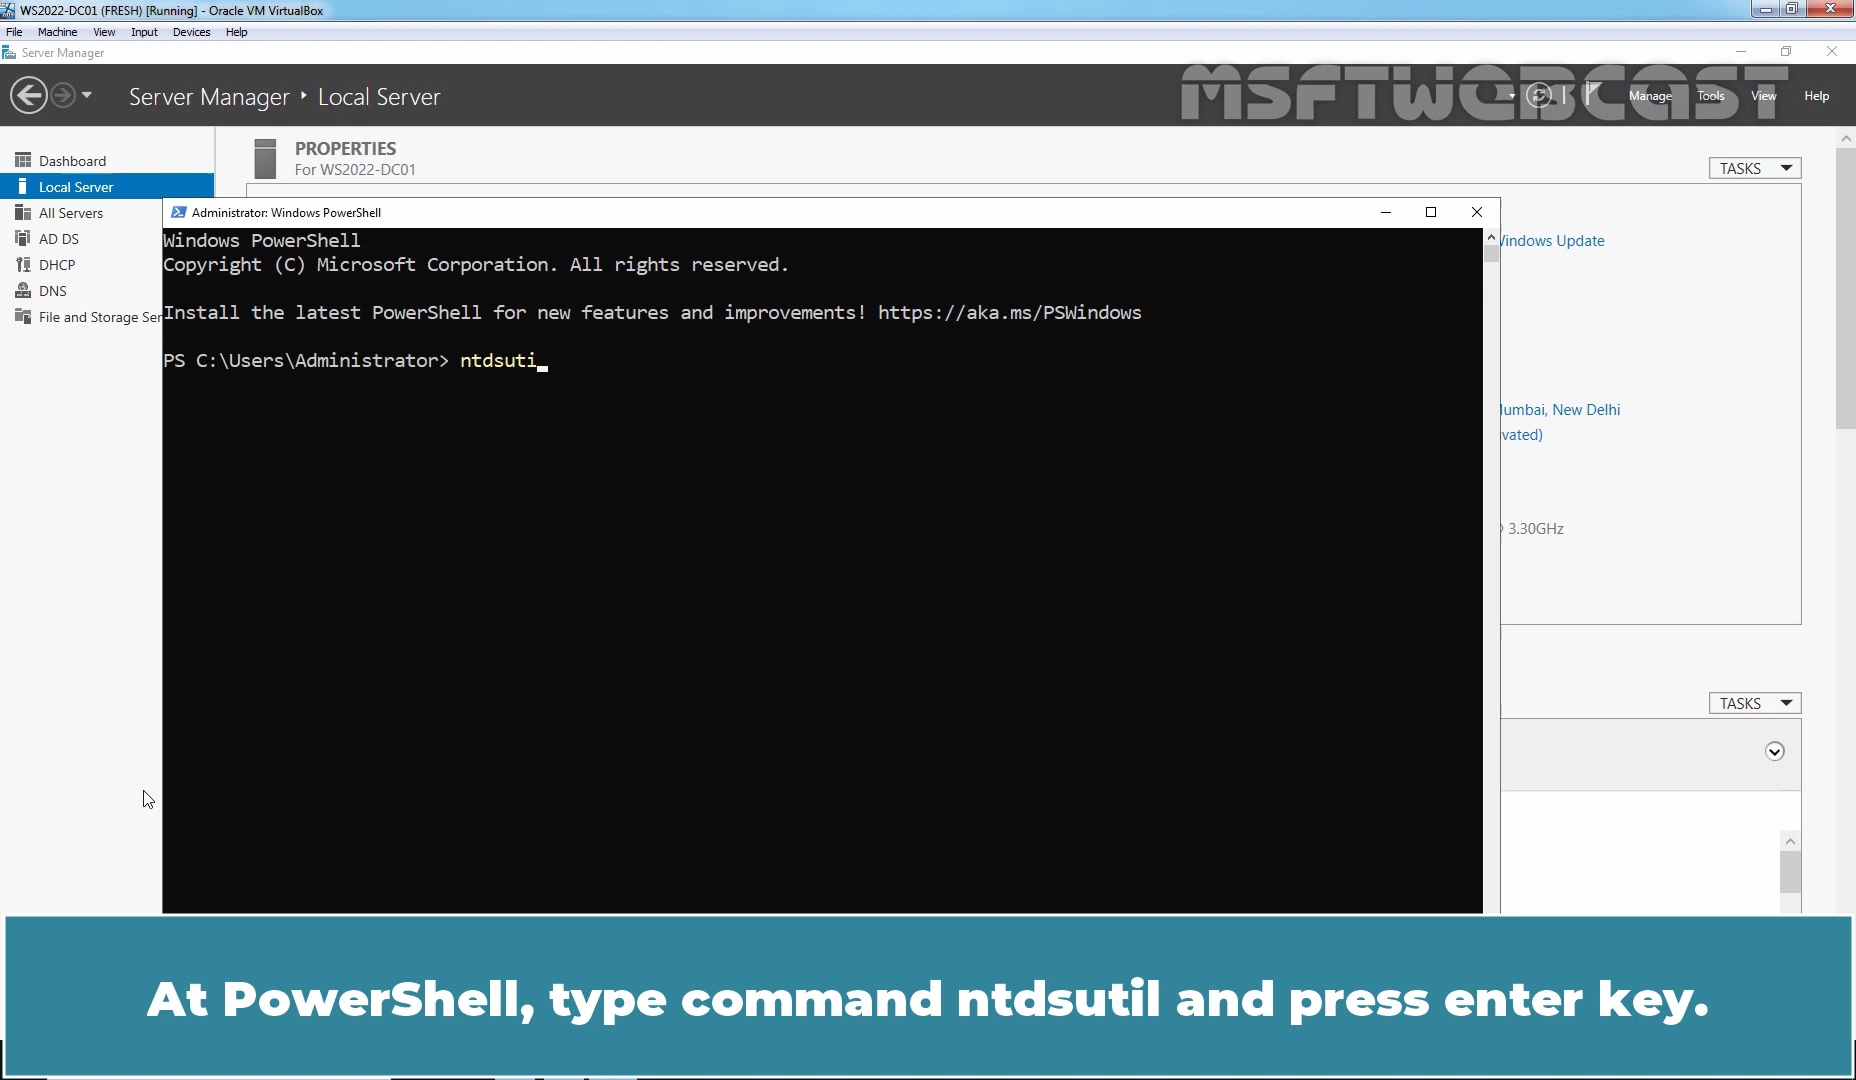 WS2022-DC01 (FRESH) [Running] - Oracle VM VirtualBox
File Machine View Input Devices Help
Server Manager
Server Manager ‣ Local Server
MSFTWEBCAST
Manage Tools View Help
Dashboard
Local Server
All Servers
AD DS
DHCP
DNS
File and Storage Ser
PROPERTIES
For WS2022-DC01
TASKS
Administrator: Windows PowerShell
Windows PowerShell
Copyright (C) Microsoft Corporation. All rights reserved.
Install the latest PowerShell for new features and improvements! https://aka.ms/PSWindows
PS C:\Users\Administrator> ntdsuti
Windows Update
umbai, New Delhi
vated)
3.30GHz
TASKS
At PowerShell, type command ntdsutil and press enter key.